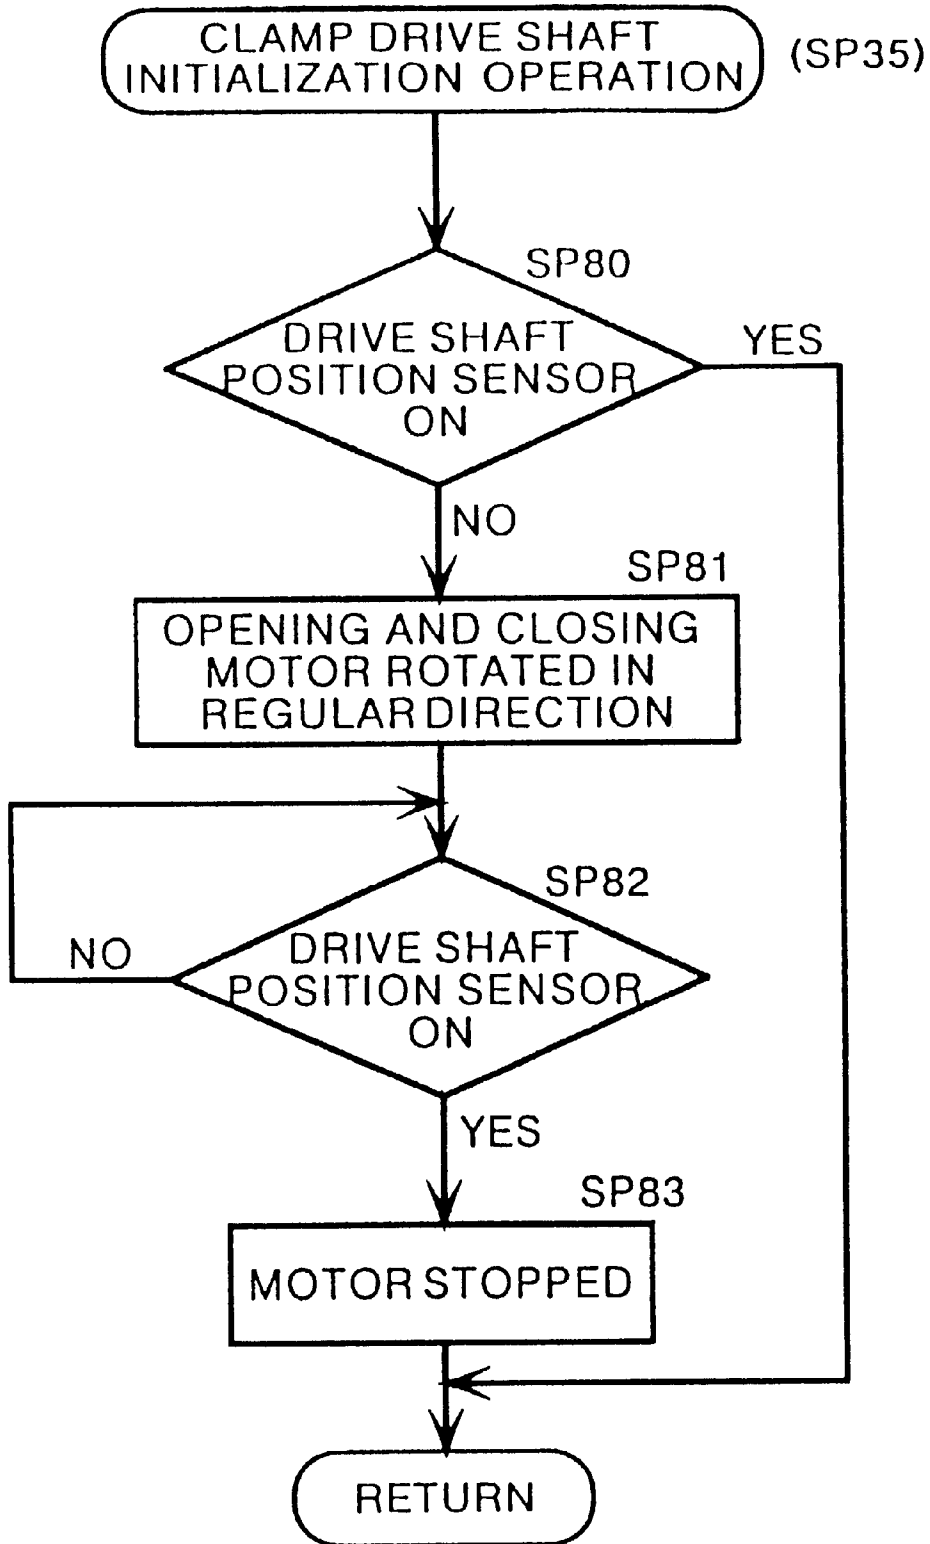 CLAMP DRIVE SHAFT
INITIALIZATION OPERATION
(SP35)
SP80
DRIVE SHAFT
POSITION SENSOR
ON
YES
NO
SP81
OPENING AND CLOSING
MOTOR ROTATED IN
REGULAR DIRECTION
SP82
DRIVE SHAFT
POSITION SENSOR
ON
NO
YES
SP83
MOTOR STOPPED
RETURN